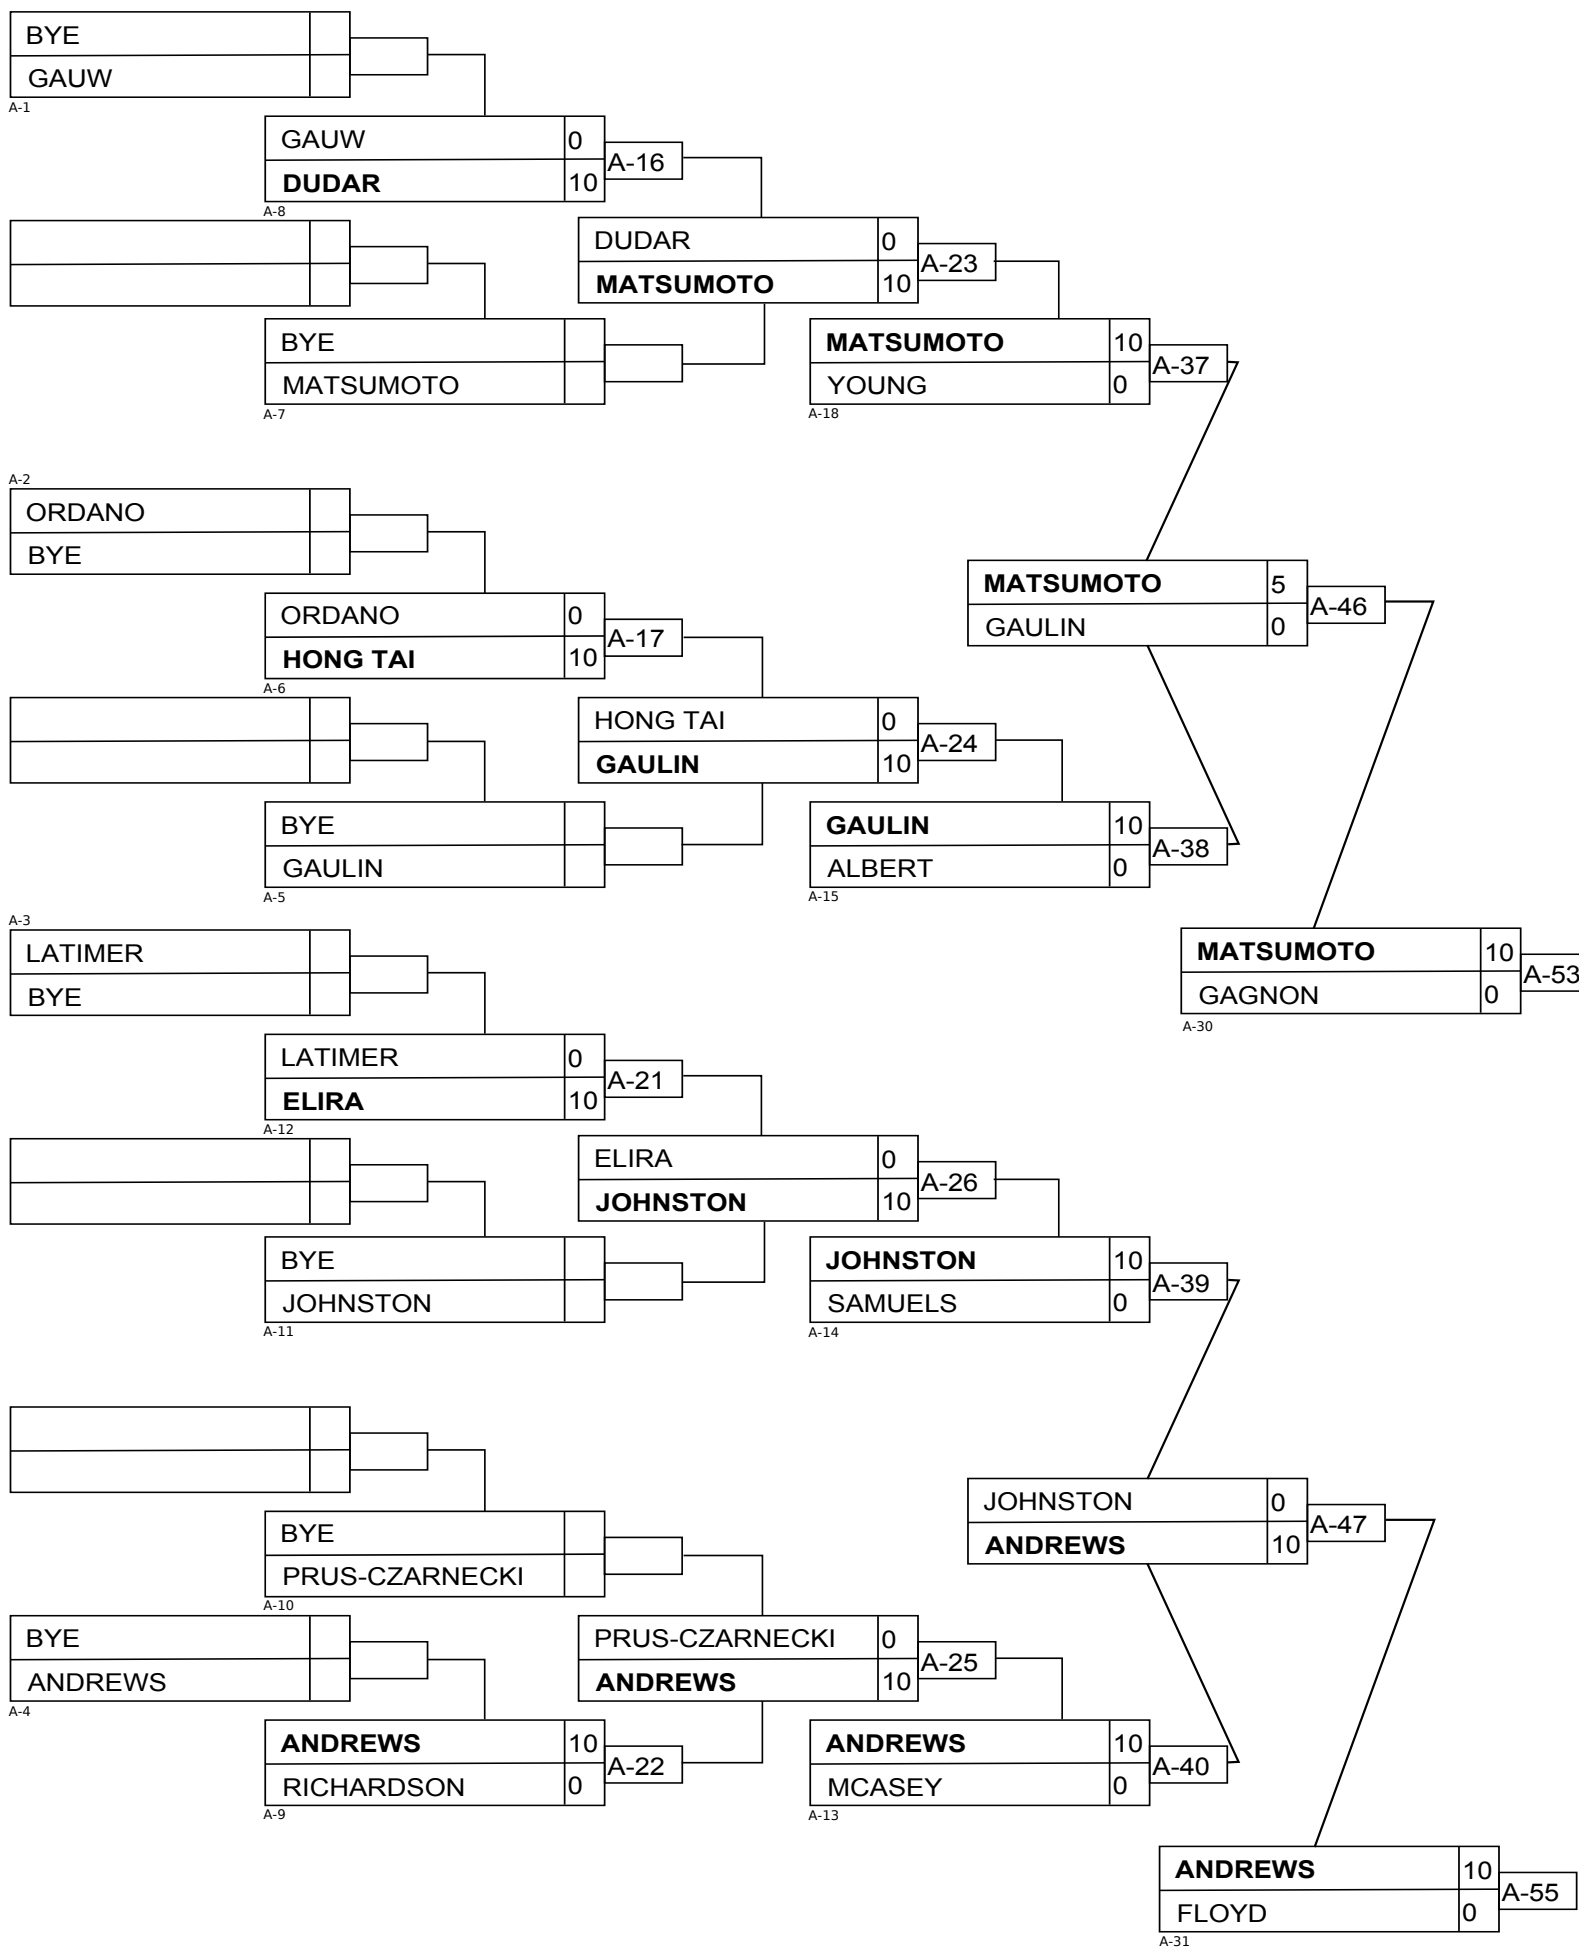 BYE
GAUW
A-1
GAUW 0
DUDAR 10
A-16
A-8
DUDAR 0
MATSUMOTO 10
A-23
BYE
MATSUMOTO
A-7
MATSUMOTO 10
YOUNG 0
A-37
A-18
A-2
ORDANO
BYE
MATSUMOTO 5
GAULIN 0
A-46
ORDANO 0
HONG TAI 10
A-17
A-6
HONG TAI 0
GAULIN 10
A-24
BYE
GAULIN
A-5
GAULIN 10
ALBERT 0
A-38
A-15
A-3
LATIMER
BYE
MATSUMOTO 10
GAGNON 0
A-53
A-30
LATIMER 0
ELIRA 10
A-21
A-12
ELIRA 0
JOHNSTON 10
A-26
BYE
JOHNSTON
A-11
JOHNSTON 10
SAMUELS 0
A-39
A-14
JOHNSTON 0
ANDREWS 10
A-47
BYE
PRUS-CZARNECKI
A-10
BYE
ANDREWS
A-4
PRUS-CZARNECKI 0
ANDREWS 10
A-25
ANDREWS 10
RICHARDSON 0
A-22
A-9
ANDREWS 10
MCASEY 0
A-40
A-13
ANDREWS 10
FLOYD 0
A-55
A-31